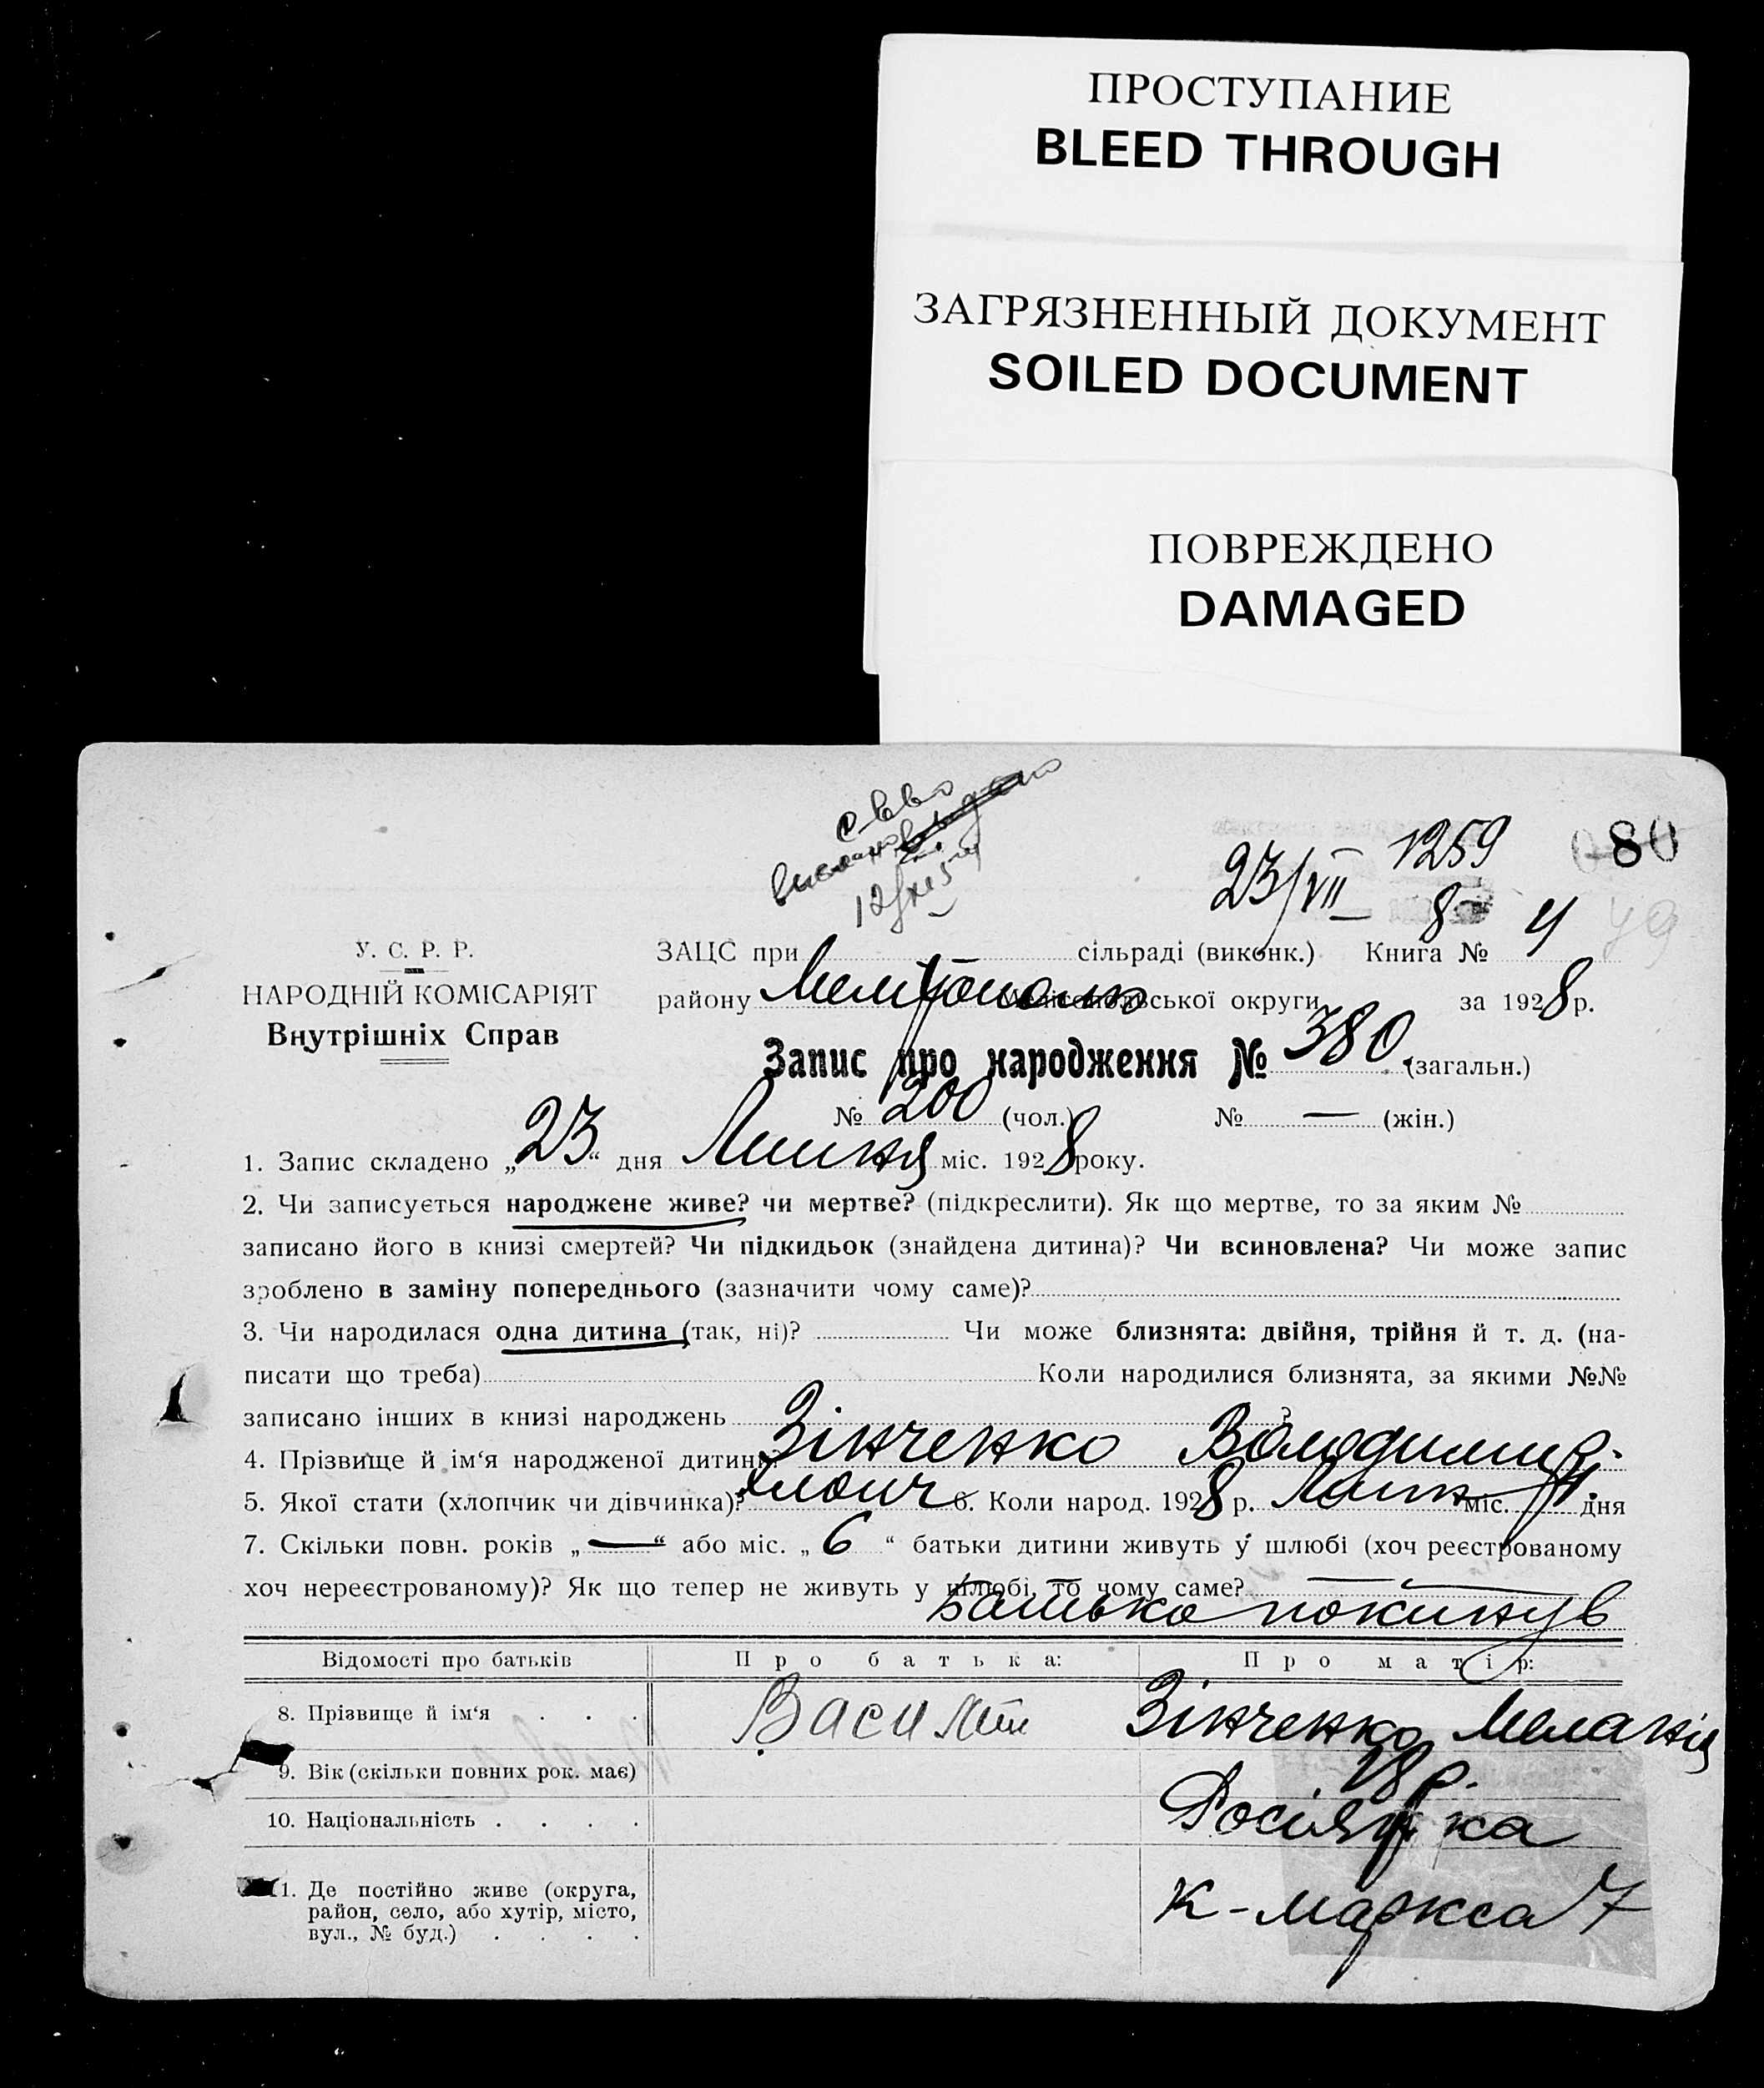 ПРОСТУПАНИЕ
BLEED THROUGH
ЗАГРЯЗНЕННЫЙ ДОКУМЕНТ
SOILED DOCUMENT
ПОВРЕЖДЕНО
DAMAGED
с-во
12/XI 5
23/VII 1259 80
8 79
У. С. Р. Р.
НАРОДНІЙ КОМІСАРІЯТ
Внутрішніх Справ
ЗАЦС при сільраді (виконк.) Книга № 4
району Мелітополь Мелітопольської округи за 1928 р.
Запис про народження № 380 (загальн.)
№ 200 (чол.) № — (жін.)
1. Запис складено „23“ дня Липня міс. 1928 року.
2. Чи записується народжене живе? чи мертве? (підкреслити). Як що мертве, то за яким №
записано його в книзі смертей? Чи підкидьок (знайдена дитина)? Чи всиновлена? Чи може запис
зроблено в заміну попереднього (зазначити чому саме)?
3. Чи народилася одна дитина (так, ні)? Чи може близнята: двійня, трійня й т. д. (на-
писати що треба) Коли народилися близнята, за якими №№
записано інших в книзі народжень ?
4. Прізвище й ім‘я народженої дитини? Зінченко Володимир.
5. Якої стати (хлопчик чи дівчинка)? хлопч 6. Коли народ. 1928 р. Липн міс. дня
7. Скільки повн. років „—“ або міс. „6“ батьки дитини живуть у шлюбі (хоч реєстрованому
хоч нереєстрованому)? Як що тепер не живуть у шлюбі, то чому саме? —
Батько покинув
Відомості про батьків Про батька: Про матір:
8. Прізвище й ім‘я . . . Зінченко Меланія
9. Вік (скільки повних рок. має) 18 р.
10. Національність . . . . Росіянка
11. Де постійно живе (округа,
район, село, або хутір, місто,
вул., № буд.) . . . . К-Маркса 7